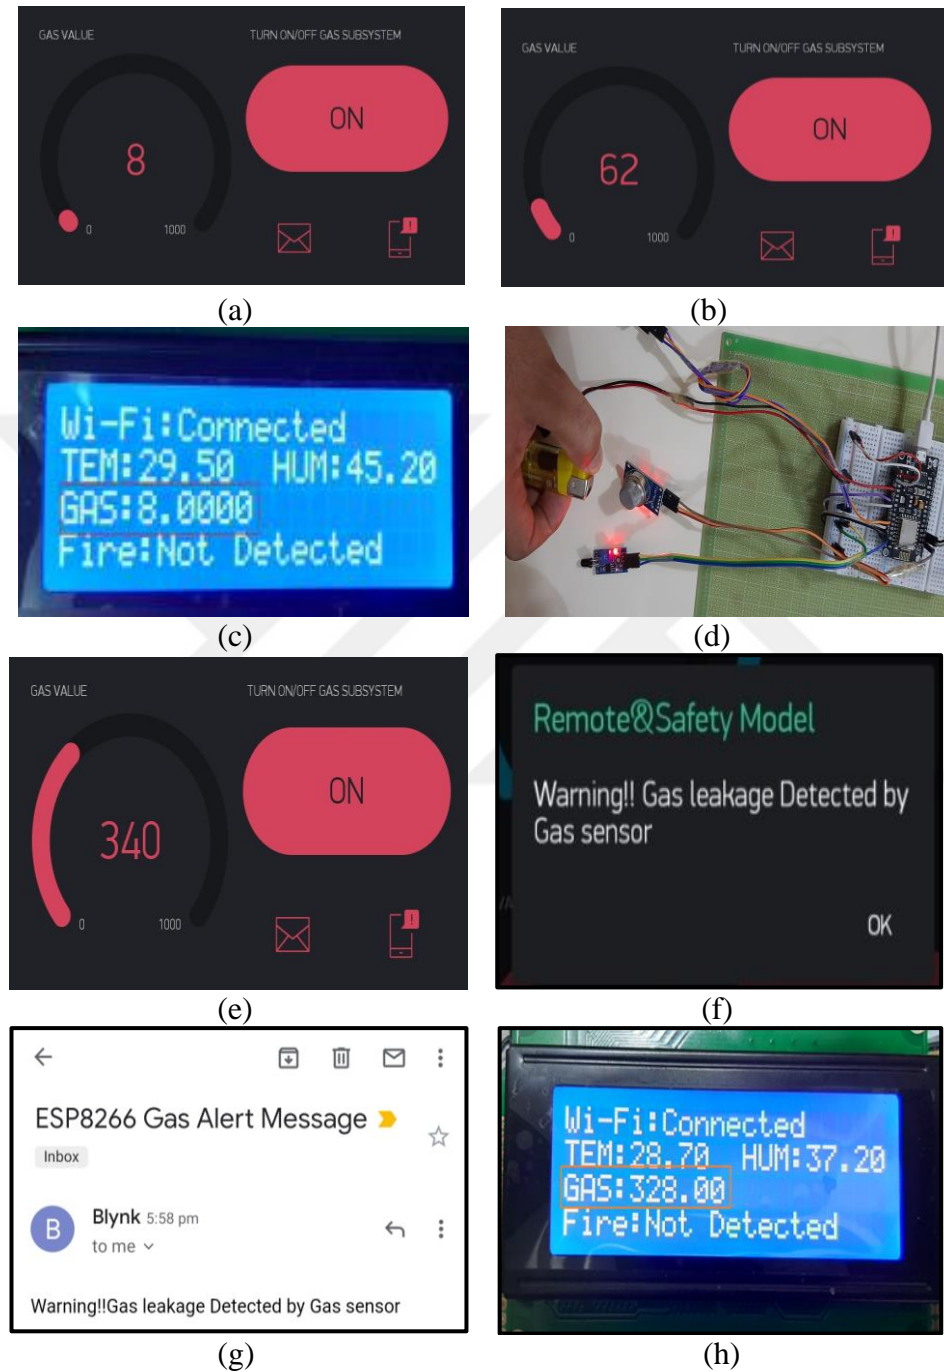 GAS VALUE
TURN ON/OFF GAS SUBSYSTEM
8
ON
0
1000
(a)
GAS VALUE
TURN ON/OFF GAS SUBSYSTEM
62
ON
0
1000
(b)
Wi-Fi:Connected
TEM:29.50 HUM:45.20
GAS:8.0000
Fire:Not Detected
(c)
(d)
GAS VALUE
TURN ON/OFF GAS SUBSYSTEM
340
ON
0
1000
(e)
Remote&Safety Model
Warning!! Gas leakage Detected by
Gas sensor
OK
(f)
ESP8266 Gas Alert Message
Inbox
B
Blynk 5:58 pm
to me
Warning!!Gas leakage Detected by Gas sensor
(g)
Wi-Fi:Connected
TEM:28.70 HUM:37.20
GAS:328.00
Fire:Not Detected
(h)